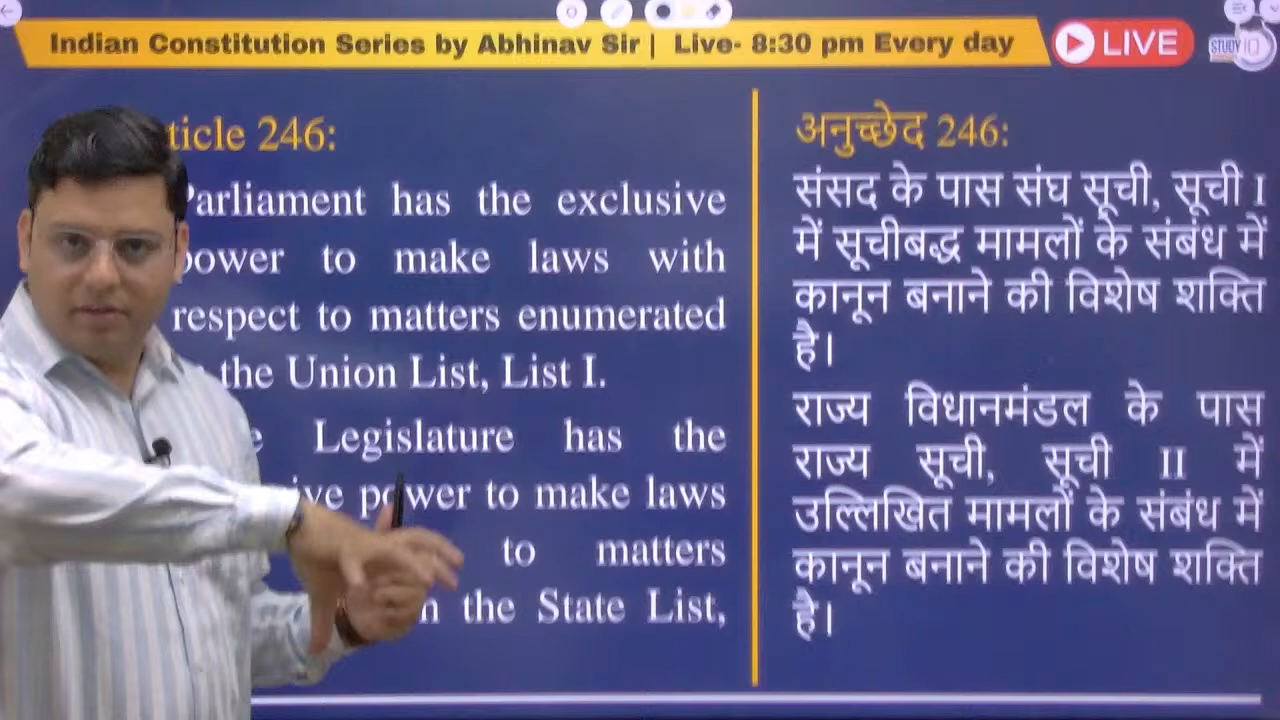 Indian Constitution Series by Abhinav Sir | Live- 8:30 pm Every day
LIVE
STUDY IQ
ticle 246:
Parliament has the exclusive
power to make laws with
respect to matters enumerated
the Union List, List I.
Legislature has the
power to make laws
to matters
the State List,
अनुच्छेद 246:
संसद के पास संघ सूची, सूची I
में सूचीबद्ध मामलों के संबंध में
कानून बनाने की विशेष शक्ति
है।
राज्य विधानमंडल के पास
राज्य सूची, सूची II में
उल्लिखित मामलों के संबंध में
कानून बनाने की विशेष शक्ति
है।